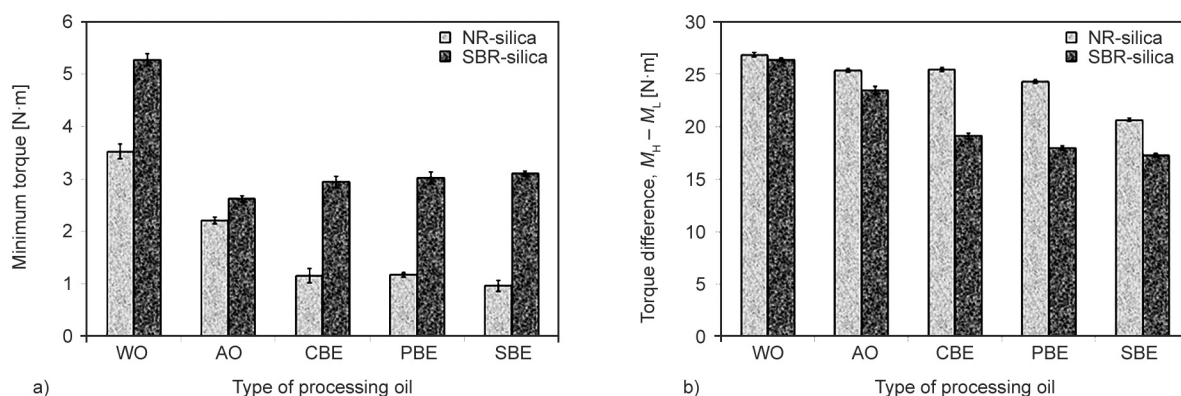 6
5
4
3
2
1
0
Minimum torque [N·m]
NR-silica
SBR-silica
WO AO CBE PBE SBE
a) Type of processing oil
30
25
20
15
10
5
0
Torque difference, M_H – M_L [N·m]
NR-silica
SBR-silica
WO AO CBE PBE SBE
b) Type of processing oil